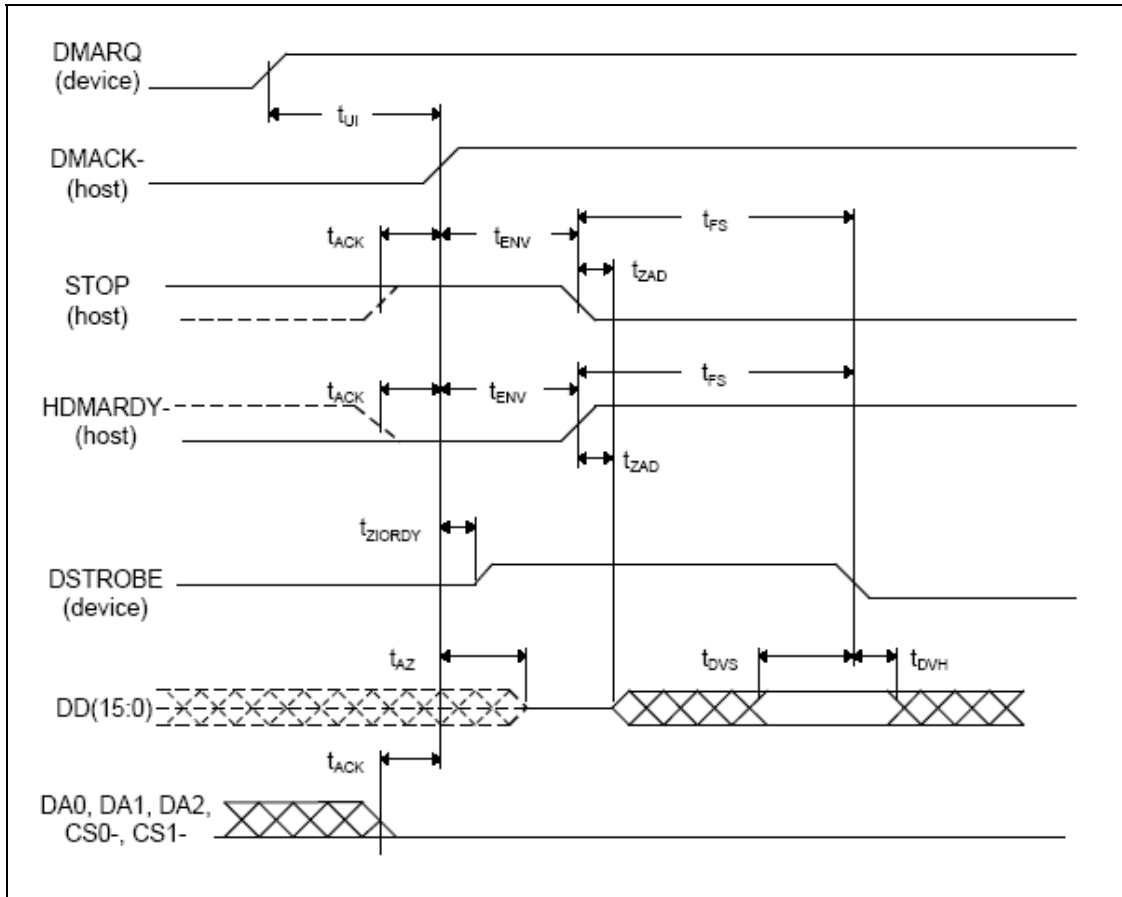 DMARQ
(device)
tUI
DMACK-
(host)
tACK
tENV
tFS
tZAD
STOP
(host)
tACK
tENV
tFS
HDMARDY-
(host)
tZAD
tZIORDY
DSTROBE
(device)
tAZ
tDVS
tDVH
DD(15:0)
tACK
DA0, DA1, DA2,
CS0-, CS1-